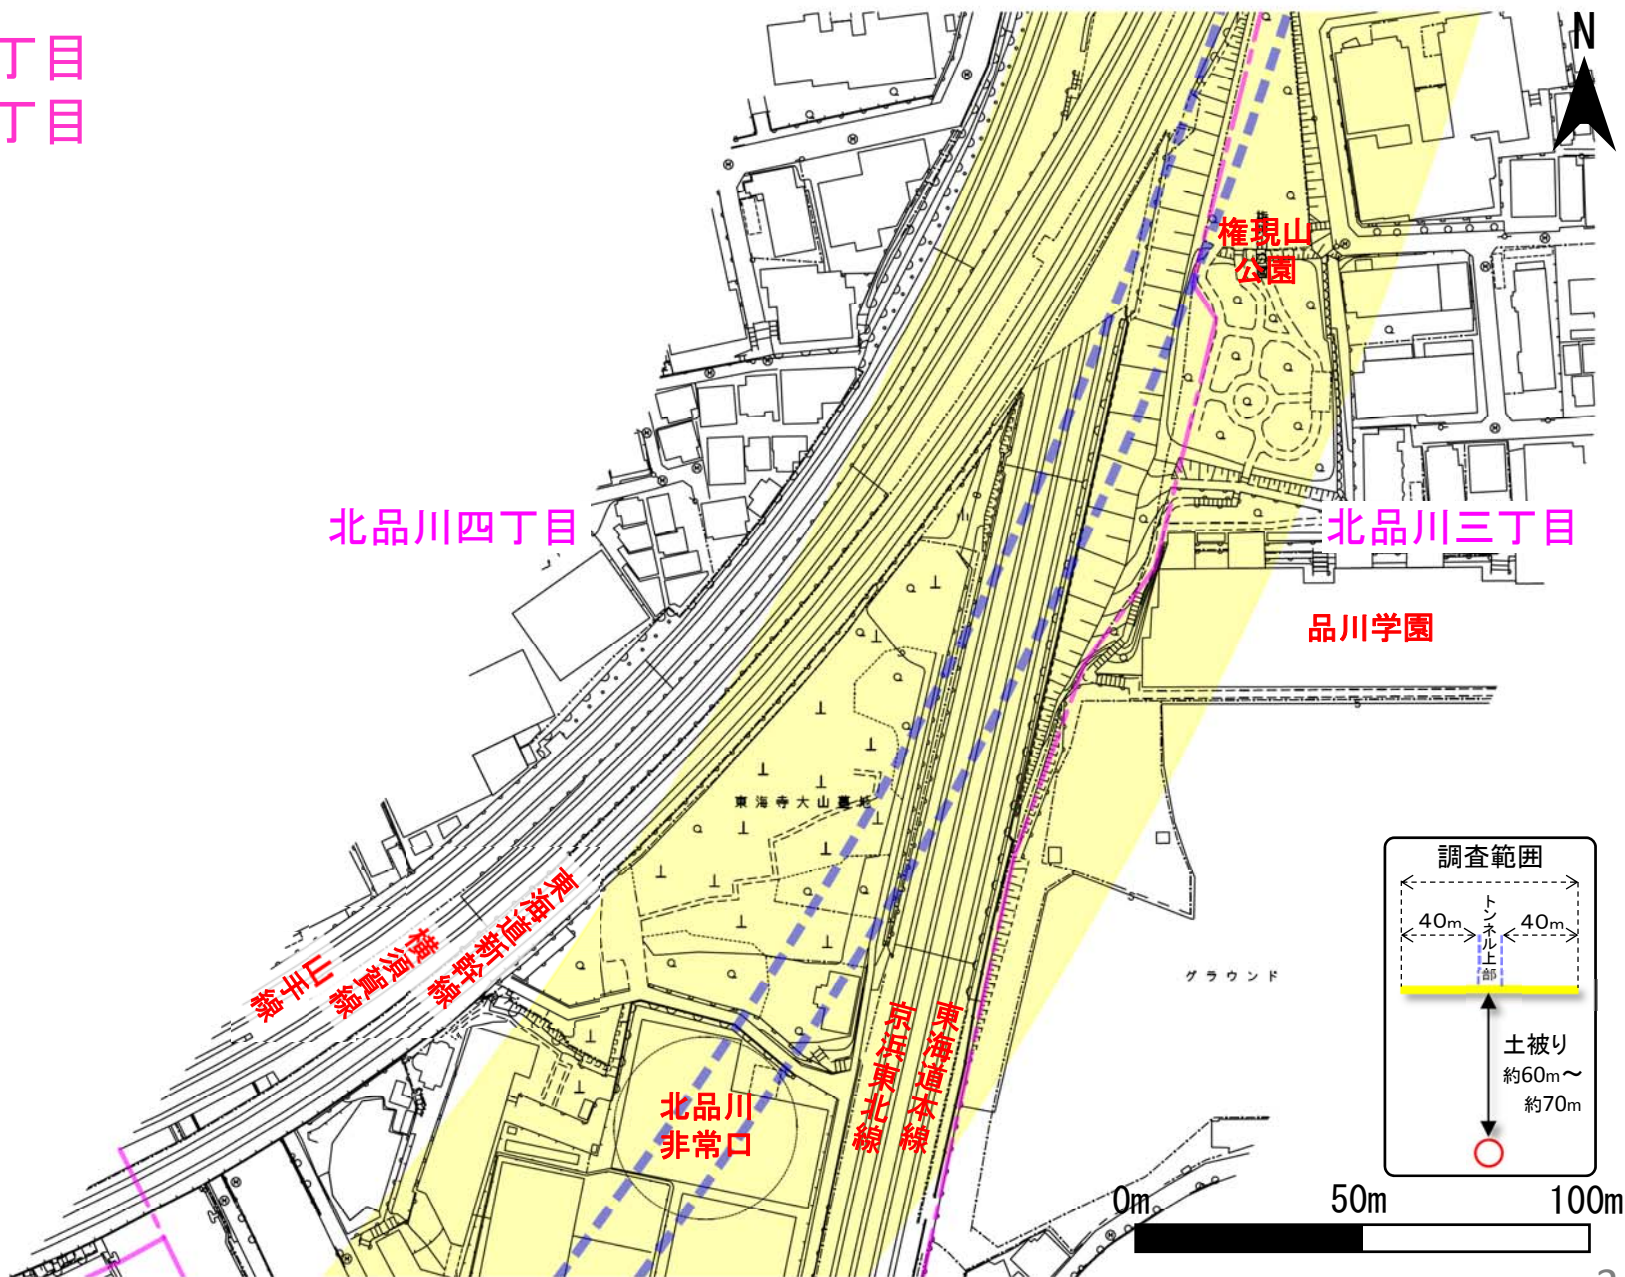 丁目
丁目
N
権現山
公園
北品川四丁目
北品川三丁目
品川学園
東海寺大山墓地
東海道新幹線
横須賀線
山手線
グラウンド
東海道本線
京浜東北線
北品川
非常口
調査範囲
40m
トンネル上部
40m
土被り
約60m～
約70m
0m
50m
100m